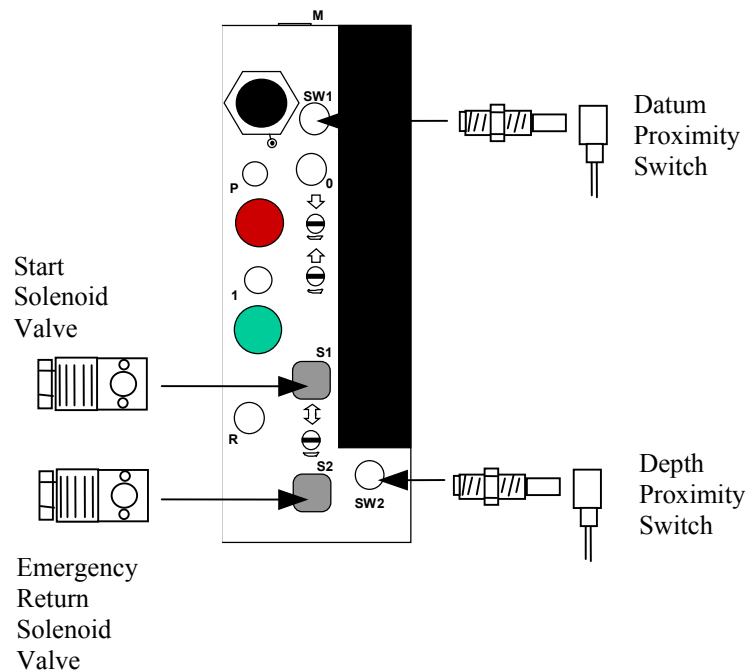 M
SW1
Datum
Proximity
Switch
P
0
Start
Solenoid
Valve
1
S1
R
S2
SW2
Depth
Proximity
Switch
Emergency
Return
Solenoid
Valve